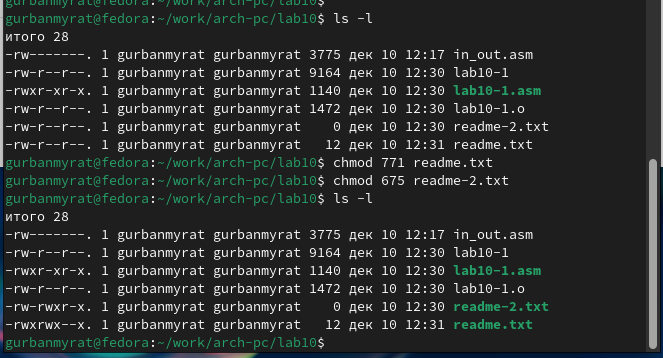 gurbanmyrat@fedora:~/work/arch-pc/lab10$
gurbanmyrat@fedora:~/work/arch-pc/lab10$ ls -l
итого 28
-rw-------. 1 gurbanmyrat gurbanmyrat 3775 дек 10 12:17 in_out.asm
-rw-r--r--. 1 gurbanmyrat gurbanmyrat 9164 дек 10 12:30 lab10-1
-rwxr-xr-x. 1 gurbanmyrat gurbanmyrat 1140 дек 10 12:30 lab10-1.asm
-rw-r--r--. 1 gurbanmyrat gurbanmyrat 1472 дек 10 12:30 lab10-1.o
-rw-r--r--. 1 gurbanmyrat gurbanmyrat    0 дек 10 12:30 readme-2.txt
-rw-r--r--. 1 gurbanmyrat gurbanmyrat   12 дек 10 12:31 readme.txt
gurbanmyrat@fedora:~/work/arch-pc/lab10$ chmod 771 readme.txt
gurbanmyrat@fedora:~/work/arch-pc/lab10$ chmod 675 readme-2.txt
gurbanmyrat@fedora:~/work/arch-pc/lab10$ ls -l
итого 28
-rw-------. 1 gurbanmyrat gurbanmyrat 3775 дек 10 12:17 in_out.asm
-rw-r--r--. 1 gurbanmyrat gurbanmyrat 9164 дек 10 12:30 lab10-1
-rwxr-xr-x. 1 gurbanmyrat gurbanmyrat 1140 дек 10 12:30 lab10-1.asm
-rw-r--r--. 1 gurbanmyrat gurbanmyrat 1472 дек 10 12:30 lab10-1.o
-rw-rwxr-x. 1 gurbanmyrat gurbanmyrat    0 дек 10 12:30 readme-2.txt
-rwxrwx--x. 1 gurbanmyrat gurbanmyrat   12 дек 10 12:31 readme.txt
gurbanmyrat@fedora:~/work/arch-pc/lab10$